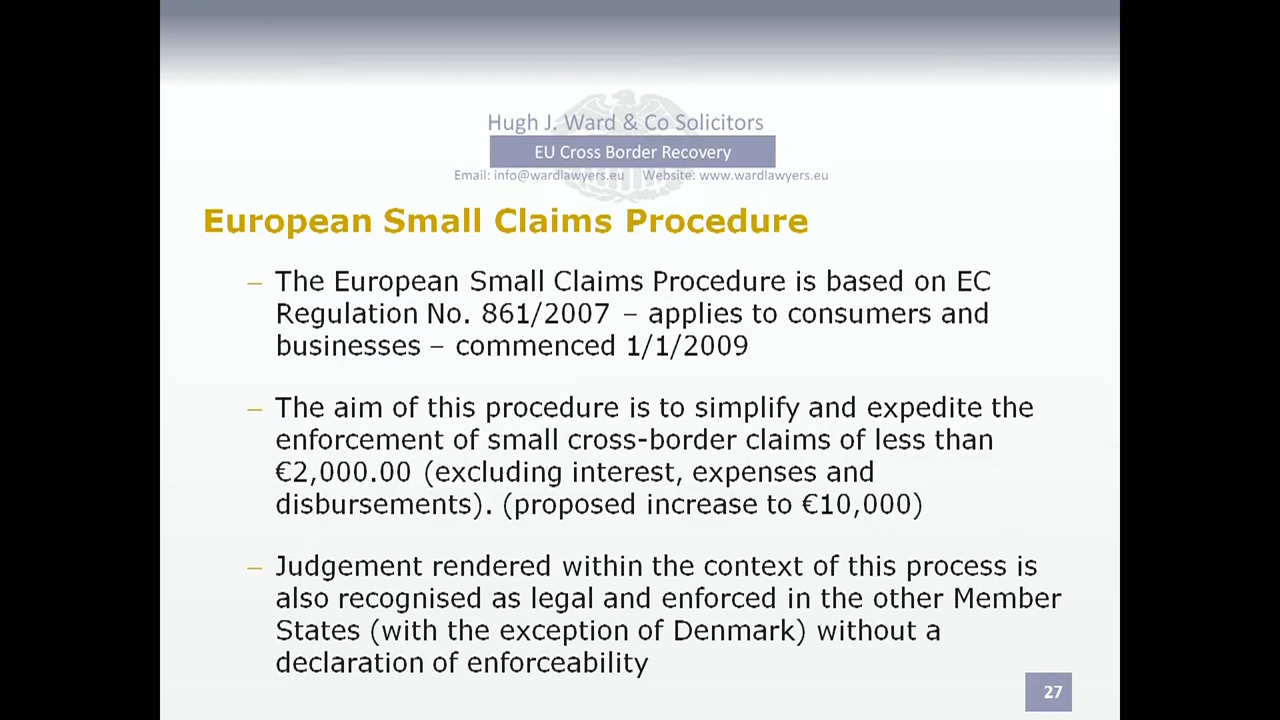 Hugh J. Ward & Co Solicitors
EU Cross Border Recovery
Email: info@wardlawyers.eu Website: www.wardlawyers.eu
European Small Claims Procedure
– The European Small Claims Procedure is based on EC
Regulation No. 861/2007 – applies to consumers and
businesses – commenced 1/1/2009
– The aim of this procedure is to simplify and expedite the
enforcement of small cross-border claims of less than
€2,000.00 (excluding interest, expenses and
disbursements). (proposed increase to €10,000)
– Judgement rendered within the context of this process is
also recognised as legal and enforced in the other Member
States (with the exception of Denmark) without a
declaration of enforceability
27